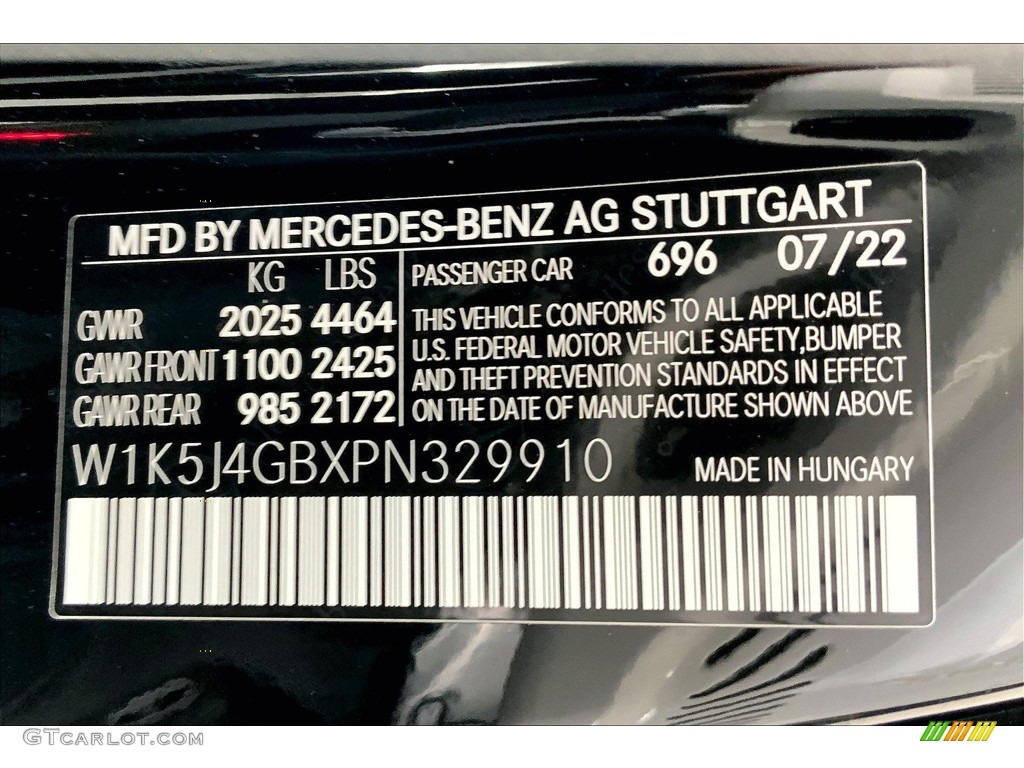 MFD BY MERCEDES-BENZ AG STUTTGART
KG LBS
GVWR 2025 4464
GAWR FRONT 1100 2425
GAWR REAR 985 2172
PASSENGER CAR 696 07/22
THIS VEHICLE CONFORMS TO ALL APPLICABLE
U.S. FEDERAL MOTOR VEHICLE SAFETY,BUMPER
AND THEFT PREVENTION STANDARDS IN EFFECT
ON THE DATE OF MANUFACTURE SHOWN ABOVE
W1K5J4GBXPN329910
MADE IN HUNGARY
GTCARLOT.COM